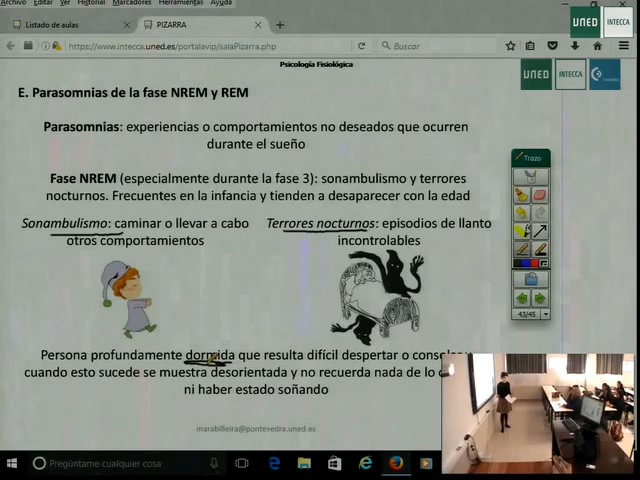 Archivo Editar Ver Historial Marcadores Herramientas Ayuda
Listado de aulas
PIZARRA
https://www.intecca.uned.es/portalavip/salaPizarra.php
Buscar
UNED
INTECCA
Psicología Fisiológica
UNED
INTECCA
E. Parasomnias de la fase NREM y REM
Parasomnias: experiencias o comportamientos no deseados que ocurren
durante el sueño
Trazo
Fase NREM (especialmente durante la fase 3): sonambulismo y terrores
nocturnos. Frecuentes en la infancia y tienden a desaparecer con la edad
Sonambulismo: caminar o llevar a cabo
otros comportamientos
Terrores nocturnos: episodios de llanto
incontrolables
43/45
Persona profundamente dormida que resulta difícil despertar o consolar y
cuando esto sucede se muestra desorientada y no recuerda nada de lo
ni haber estado soñando
marabilleira@pontevedra.uned.es
Pregúntame cualquier cosa